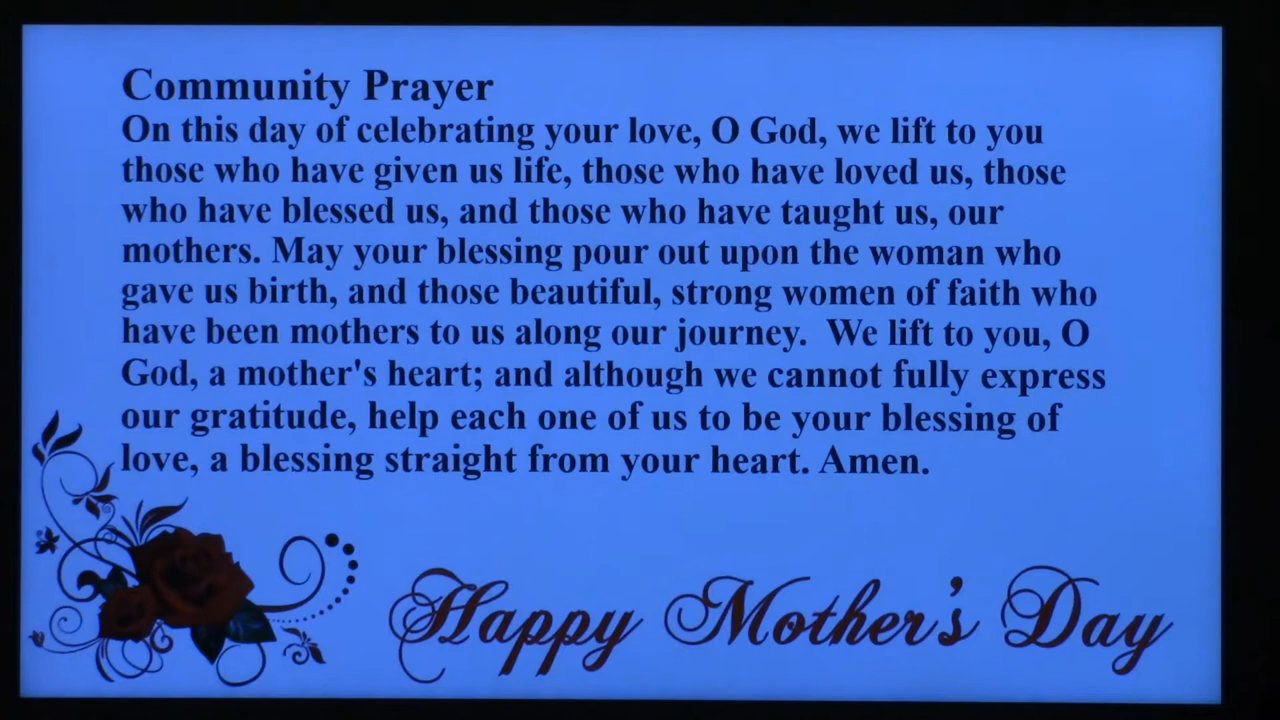 Community Prayer
On this day of celebrating your love, O God, we lift to you
those who have given us life, those who have loved us, those
who have blessed us, and those who have taught us, our
mothers. May your blessing pour out upon the woman who
gave us birth, and those beautiful, strong women of faith who
have been mothers to us along our journey.  We lift to you, O
God, a mother's heart; and although we cannot fully express
our gratitude, help each one of us to be your blessing of
love, a blessing straight from your heart. Amen.
Happy Mother's Day